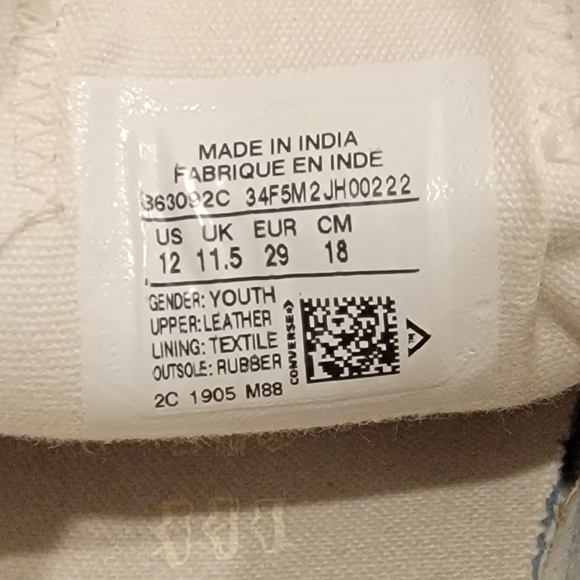 MADE IN INDIA
FABRIQUE EN INDE
363092C 34F5M2JH00222
US UK EUR CM
12 11.5 29 18
GENDER: YOUTH
UPPER: LEATHER
LINING: TEXTILE
OUTSOLE: RUBBER
CONVERSE
2C 1905 M88